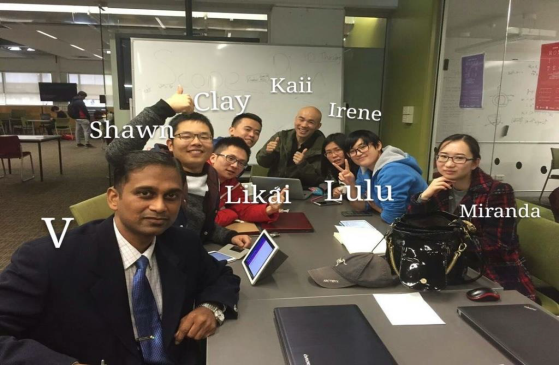 Kaii
Clay
Irene
Shawn
Likai
Lulu
Miranda
V